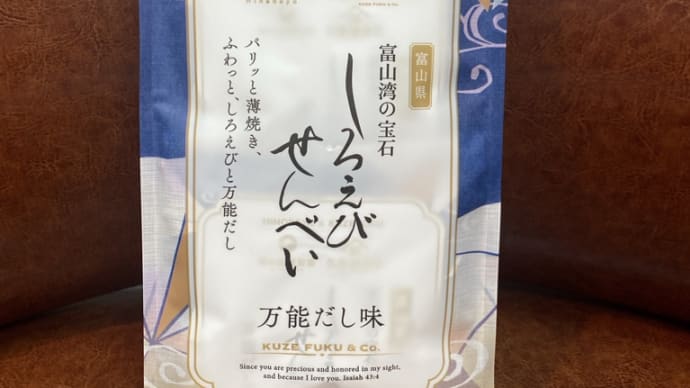 KUZE FUKU & Co.
富山県
富山湾の宝石
しろえび
せんべい
パリッと薄焼き、
ふわっと、しろえびと万能だし
万能だし味
KUZE FUKU & Co.
Since you are precious and honored in my sight,
and because I love you. Isaiah 43:4